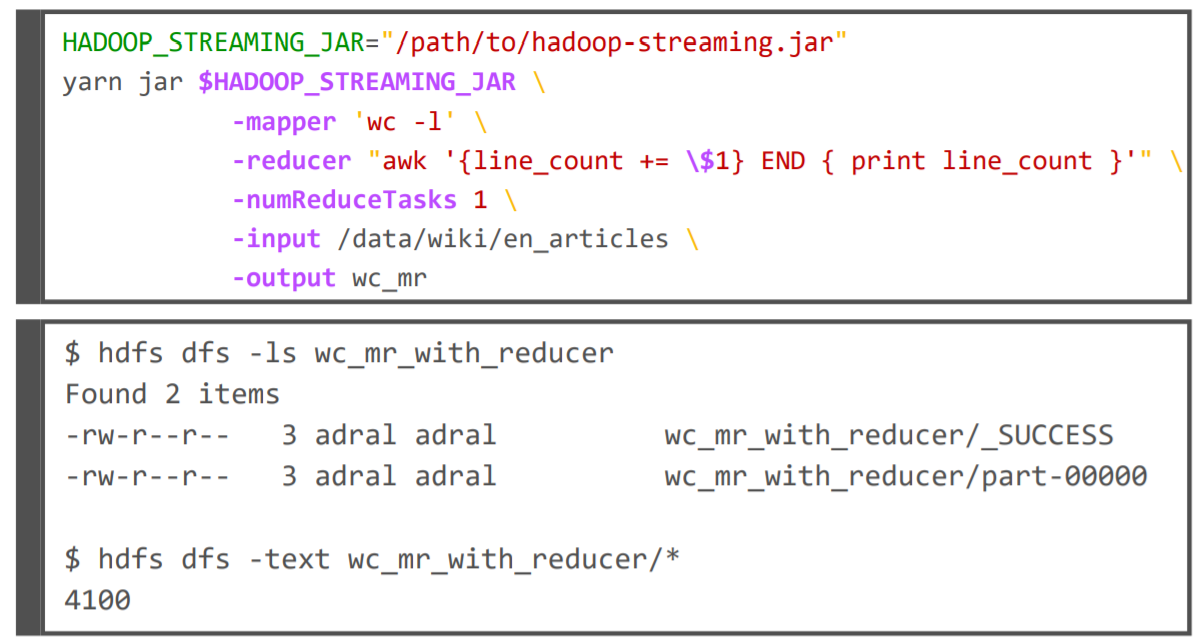 HADOOP_STREAMING_JAR="/path/to/hadoop-streaming.jar"
yarn jar $HADOOP_STREAMING_JAR \
-mapper 'wc -l' \
-reducer "awk '{line_count += \$1} END { print line_count }'" \
-numReduceTasks 1 \
-input /data/wiki/en_articles \
-output wc_mr
$ hdfs dfs -ls wc_mr_with_reducer
Found 2 items
-rw-r--r-- 3 adral adral wc_mr_with_reducer/_SUCCESS
-rw-r--r-- 3 adral adral wc_mr_with_reducer/part-00000
$ hdfs dfs -text wc_mr_with_reducer/*
4100